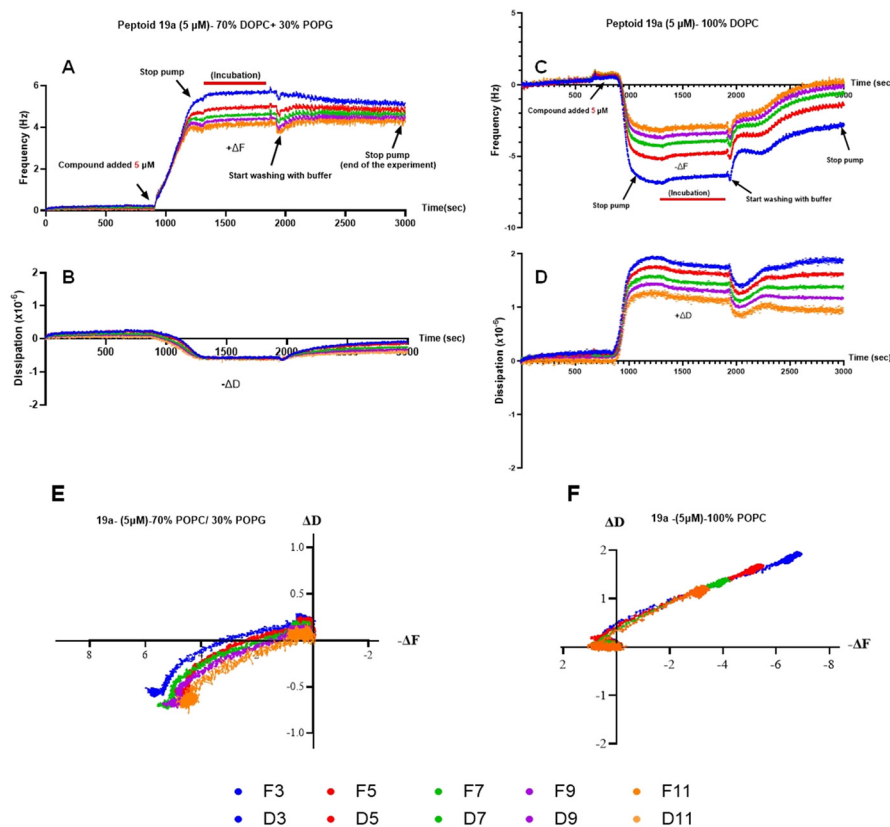 Peptoid 19a (5 µM)- 70% DOPC+ 30% POPG
A
Frequency (Hz)
6
4
2
0
Stop pump
(Incubation)
+ΔF
Compound added 5 µM
Start washing with buffer
Stop pump
(end of the experiment)
Time(sec)
0
500
1000
1500
2000
2500
3000
B
Dissipation (x10-6)
2
1
0
-1
-2
Time (sec)
500
1000
1500
2000
2500
3000
-ΔD
Peptoid 19a (5 µM)- 100% DOPC
C
Frequency (Hz)
5
3
0
-3
-5
-8
-10
Time (sec)
500
1000
1500
2000
2500
3000
Compound added 5 µM
-ΔF
Stop pump
(Incubation)
Start washing with buffer
Stop pump
D
Dissipation (x10-6)
2
1
0
-1
-2
+ΔD
Time (sec)
500
1000
1500
2000
2500
3000
E
19a- (5µM)-70% POPC/ 30% POPG
ΔD
1.0
0.5
-0.5
-1.0
8
6
4
-2
-ΔF
F
19a -(5µM)-100% POPC
ΔD
2
1
-1
-2
2
-2
-4
-6
-8
-ΔF
F3
F5
F7
F9
F11
D3
D5
D7
D9
D11